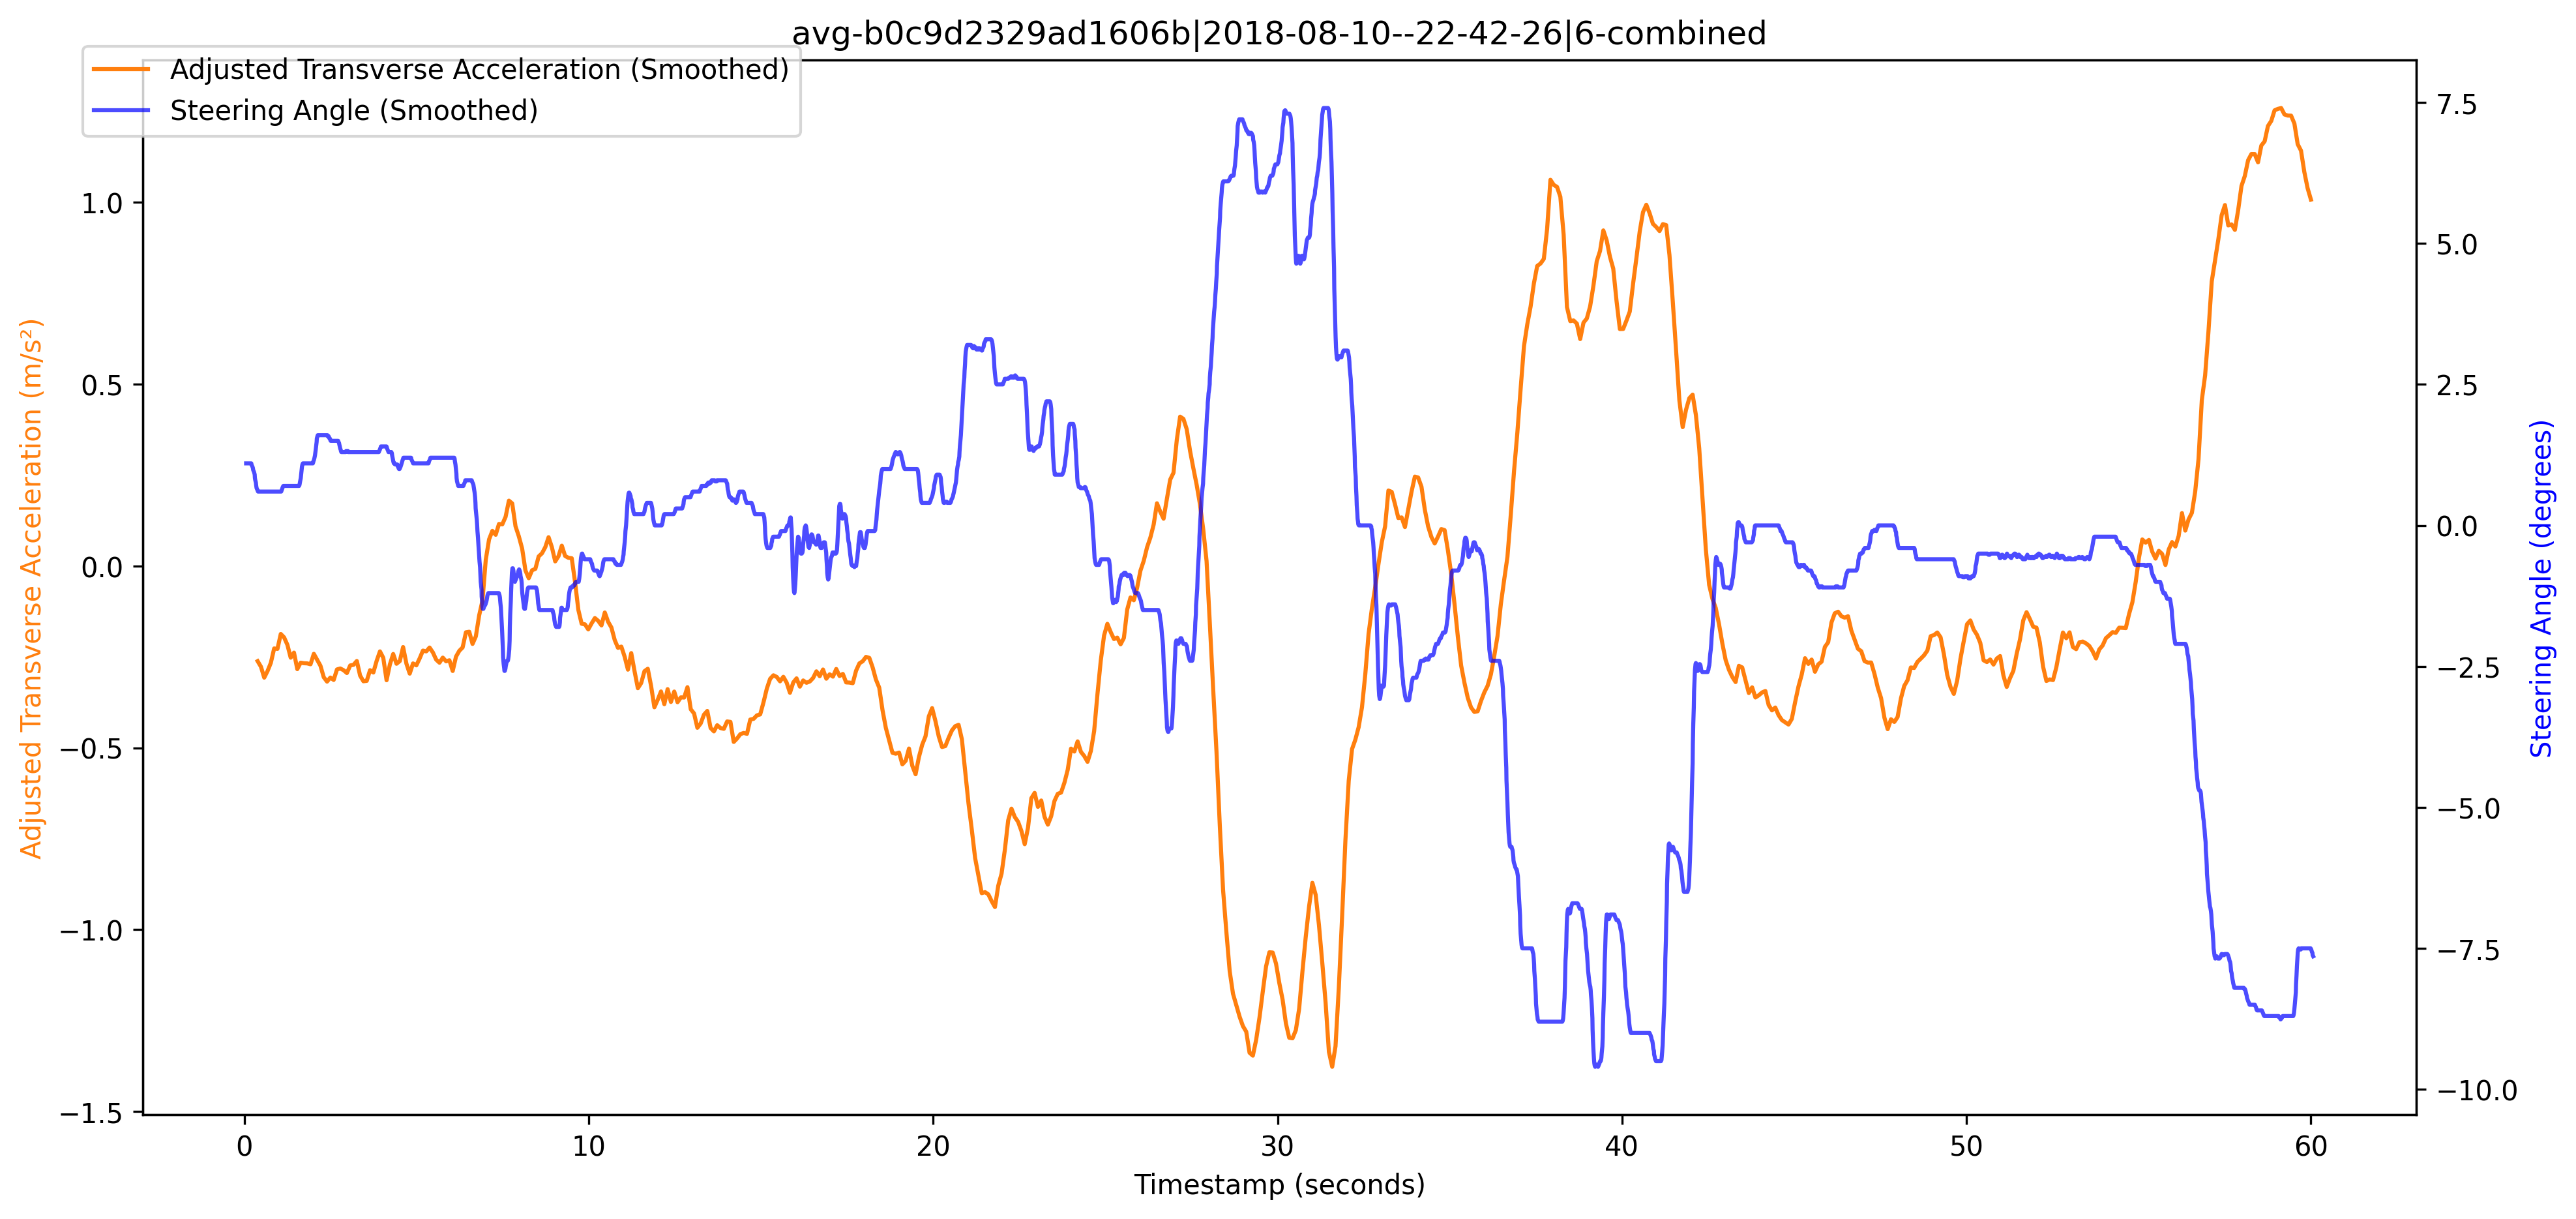 avg-b0c9d2329ad1606b|2018-08-10--22-42-26|6-combined
Adjusted Transverse Acceleration (Smoothed)
Steering Angle (Smoothed)
Adjusted Transverse Acceleration (m/s²)
1.0
0.5
0.0
−0.5
−1.0
−1.5
7.5
5.0
2.5
0.0
−2.5
−5.0
−7.5
−10.0
Steering Angle (degrees)
0 10 20 30 40 50 60
Timestamp (seconds)